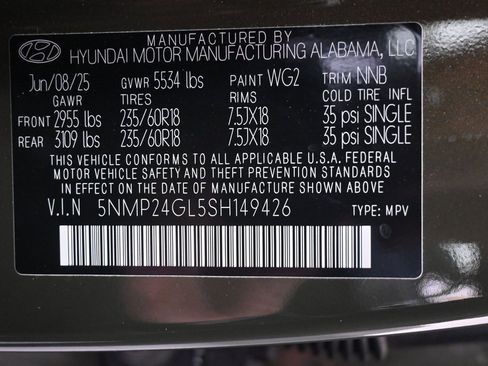 MANUFACTURED BY
HYUNDAI MOTOR MANUFACTURING ALABAMA, LLC
Jun/08/25 GVWR 5534 lbs PAINT WG2 TRIM NNB
GAWR TIRES RIMS COLD TIRE INFL
FRONT 2955 lbs 235/60R18 7.5JX18 35 psi SINGLE
REAR 3109 lbs 235/60R18 7.5JX18 35 psi SINGLE
THIS VEHICLE CONFORMS TO ALL APPLICABLE U.S.A. FEDERAL
MOTOR VEHICLE SAFETY AND THEFT PREVENTION STANDARDS
IN EFFECT ON THE DATE OF MANUFACTURE SHOWN ABOVE.
V.I.N 5NMP24GL5SH149426 TYPE: MPV